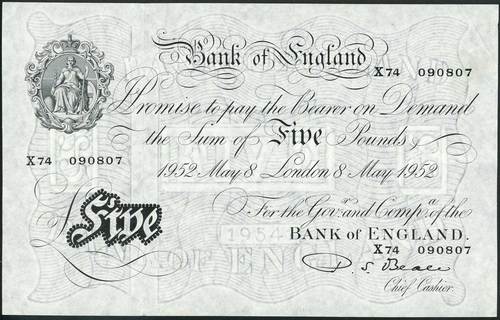 Bank of England
X74 090807
Promise to pay the Bearer on Demand
the Sum of Five Pounds
X74 090807
1952 May 8 London 8 May 1952
For the Govr. and Compa. of the
Five
BANK OF ENGLAND.
X74 090807
Chief Cashier.